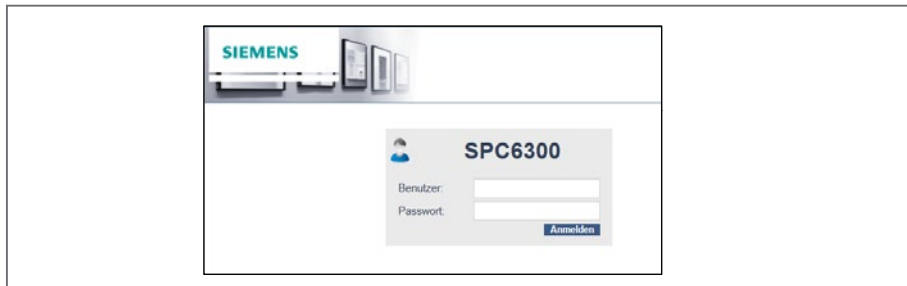 SIEMENS
SPC6300
Benutzer:
Passwort:
Anmelden